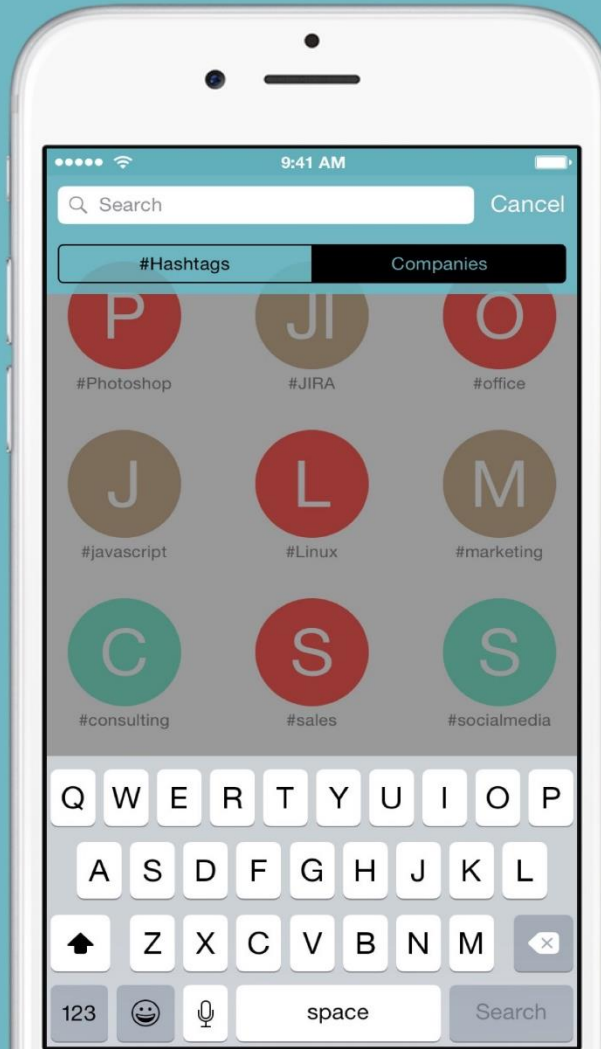 9:41 AM
Search Cancel
#Hashtags Companies
P JI O
#Photoshop #JIRA #office
J L M
#javascript #Linux #marketing
C S S
#consulting #sales #socialmedia
Q W E R T Y U I O P
A S D F G H J K L
Z X C V B N M
123 space Search